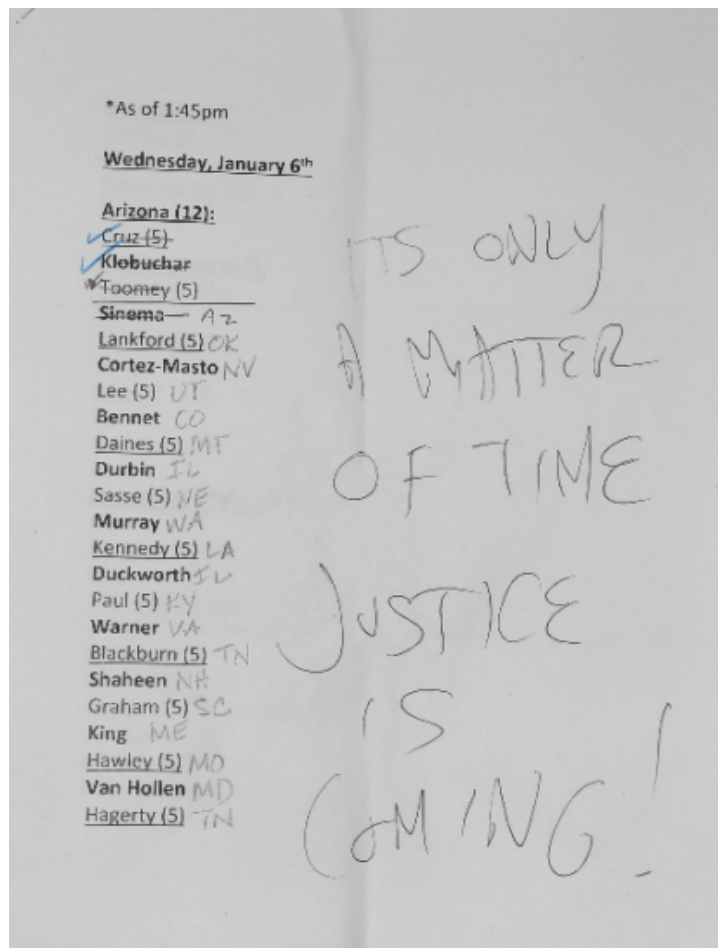 *As of 1:45pm
Wednesday, January 6th
Arizona (12):
Cruz (5)
Klobuchar
Toomey (5)
Sinema AZ
Lankford (5) OK
Cortez-Masto NV
Lee (5) UT
Bennet CO
Daines (5) MT
Durbin IL
Sasse (5) NE
Murray WA
Kennedy (5) LA
Duckworth IL
Paul (5) KY
Warner VA
Blackburn (5) TN
Shaheen NH
Graham (5) SC
King ME
Hawley (5) MO
Van Hollen MD
Hagerty (5) TN
ITS ONLY
A MATTER
OF TIME
JUSTICE
IS
COMING!